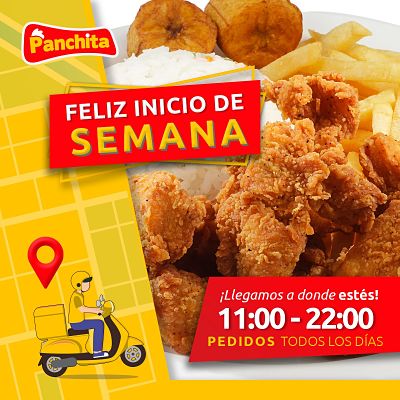 Panchita
FELIZ INICIO DE
SEMANA
¡Llegamos a donde estés!
11:00 - 22:00
PEDIDOS TODOS LOS DÍAS